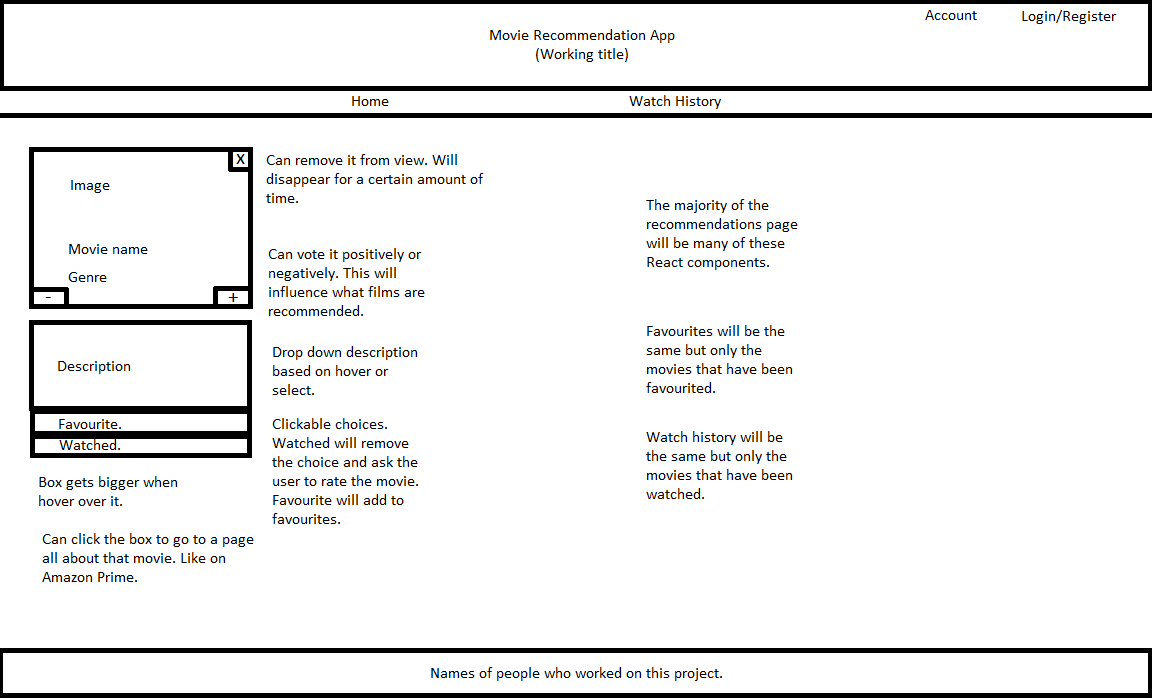 Account
Login/Register
Movie Recommendation App
(Working title)
Home
Watch History
X
Image
Movie name
Genre
-
+
Can remove it from view. Will
disappear for a certain amount of
time.
Can vote it positively or
negatively. This will
influence what films are
recommended.
Description
Drop down description
based on hover or
select.
Favourite.
Watched.
Clickable choices.
Watched will remove
the choice and ask the
user to rate the movie.
Favourite will add to
favourites.
Box gets bigger when
hover over it.
Can click the box to go to a page
all about that movie. Like on
Amazon Prime.
The majority of the
recommendations page
will be many of these
React components.
Favourites will be the
same but only the
movies that have been
favourited.
Watch history will be
the same but only the
movies that have been
watched.
Names of people who worked on this project.